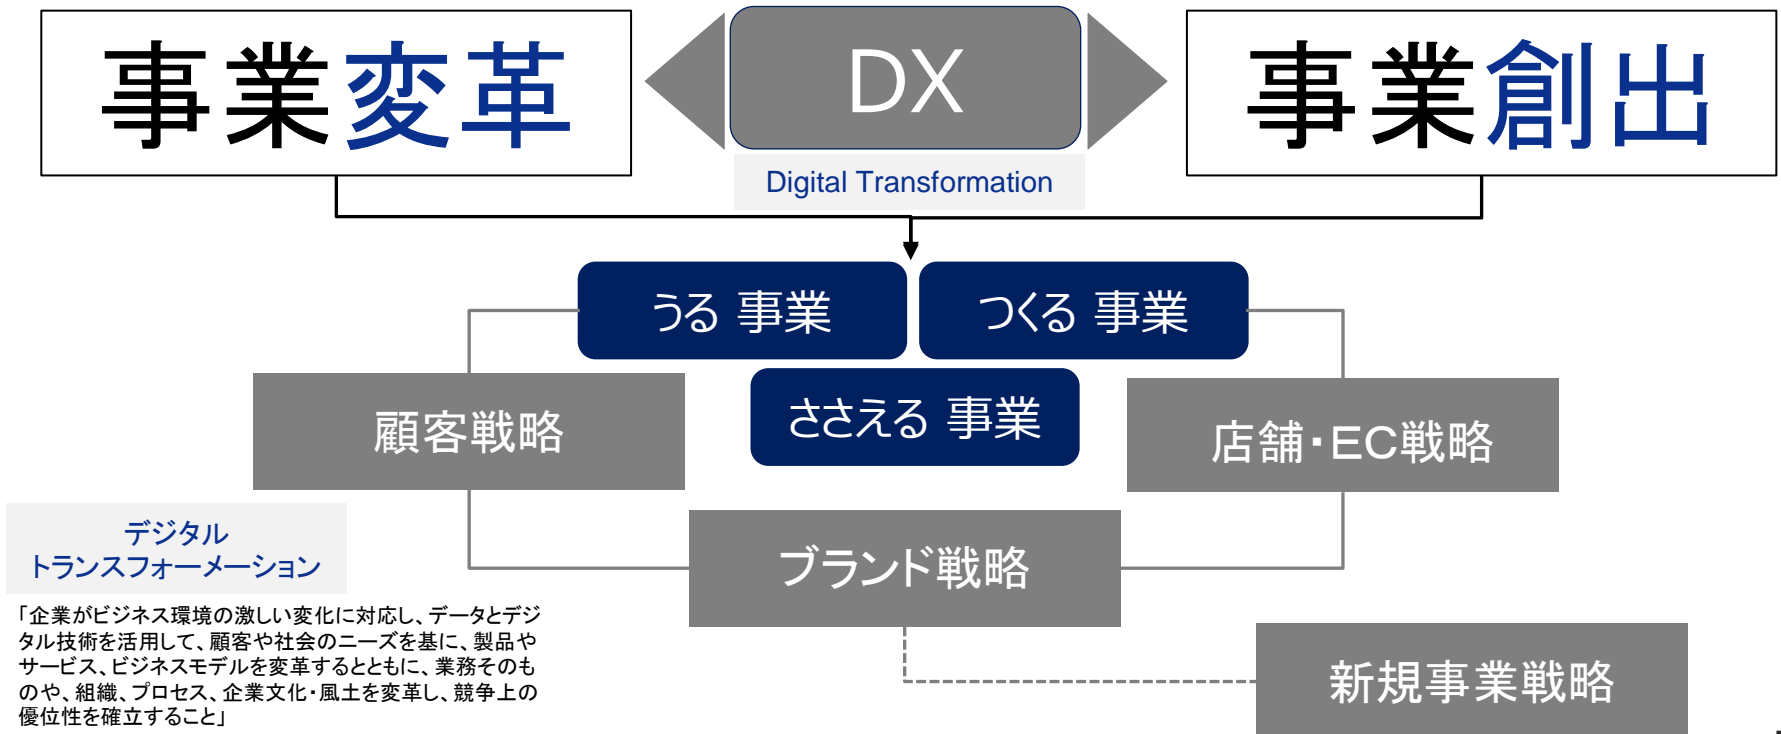 事業変革
DX
事業創出
Digital Transformation
うる 事業
つくる 事業
ささえる 事業
顧客戦略
店舗・EC戦略
ブランド戦略
新規事業戦略
デジタル
トランスフォーメーション
「企業がビジネス環境の激しい変化に対応し、データとデジ
タル技術を活用して、顧客や社会のニーズを基に、製品や
サービス、ビジネスモデルを変革するとともに、業務そのも
のや、組織、プロセス、企業文化・風土を変革し、競争上の
優位性を確立すること」